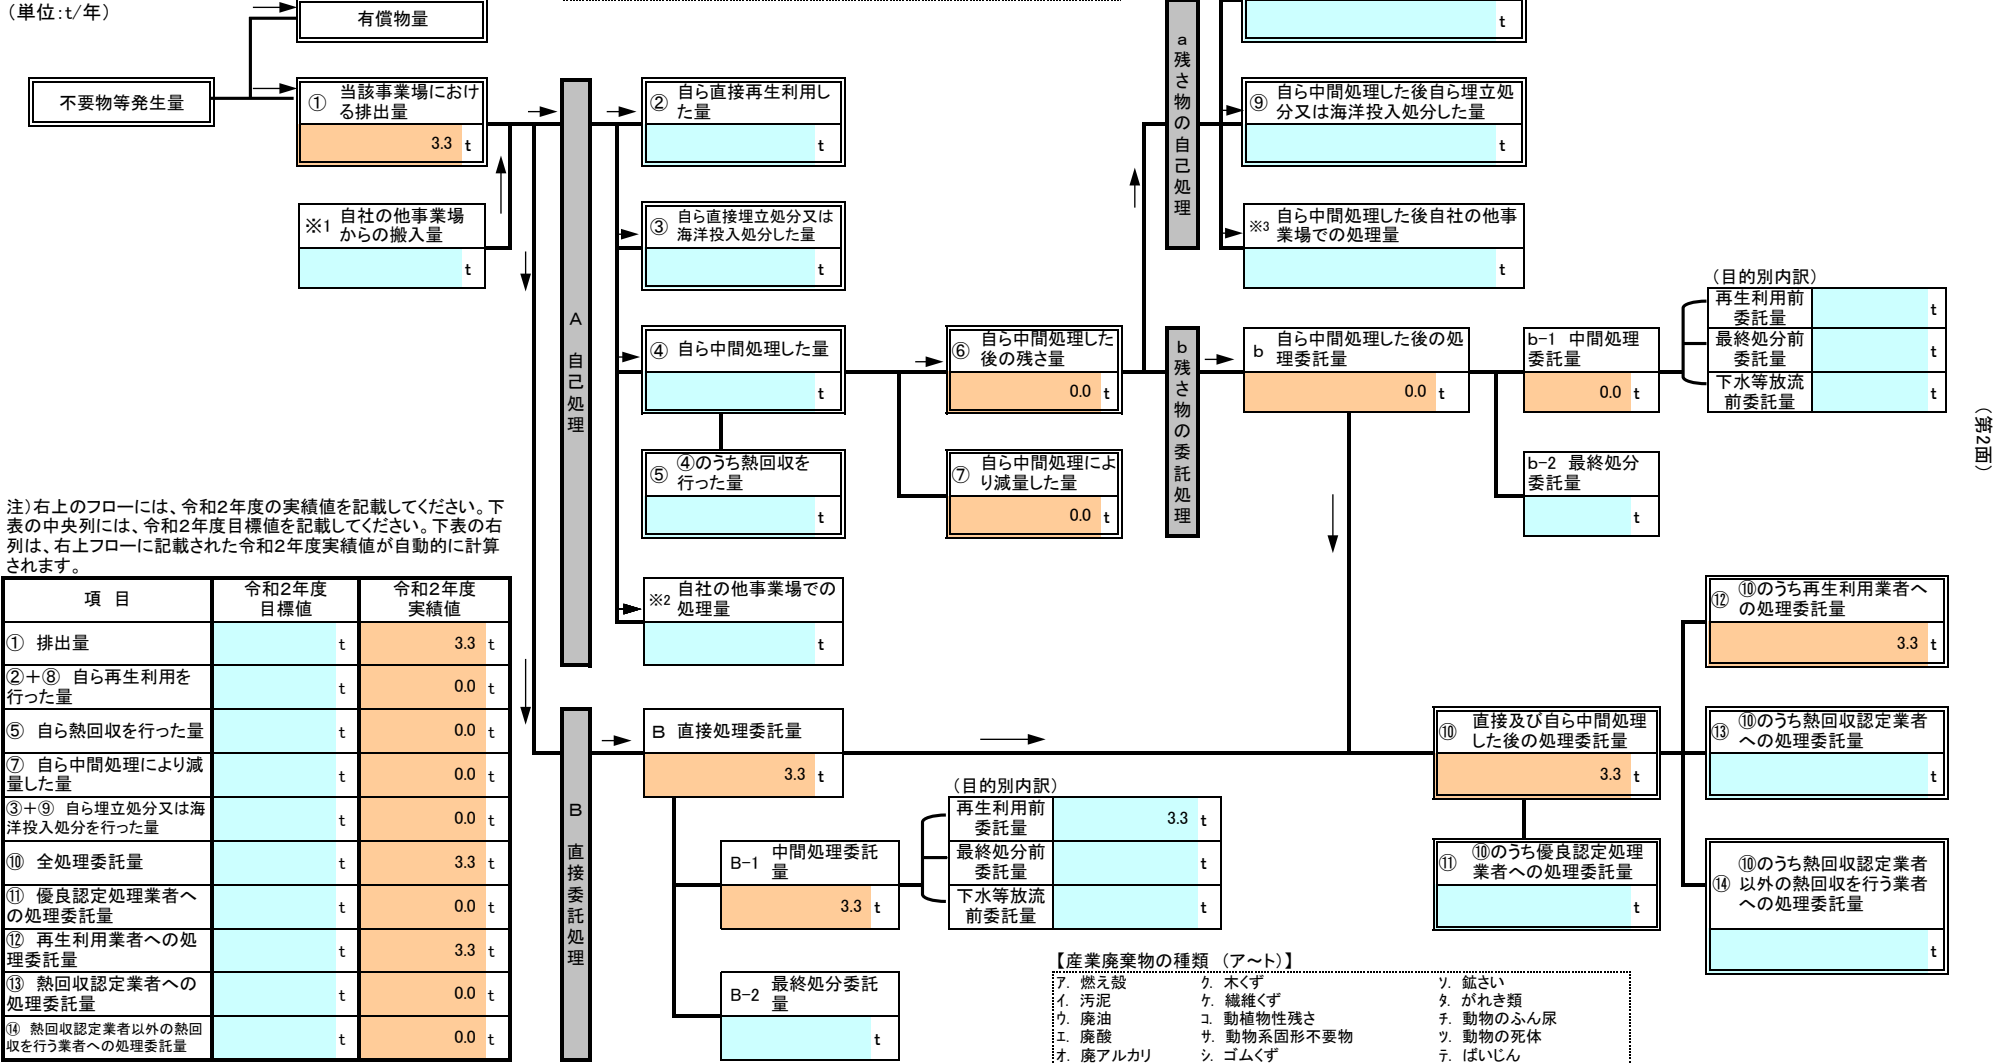 (単位:t/年)
有償物量
t
不要物等発生量
① 当該事業場におけ
る排出量
3.3 t
※1 自社の他事業場
からの搬入量
t
A 自己処理
② 自ら直接再生利用し
た量
t
③ 自ら直接埋立処分又は
海洋投入処分した量
t
④ 自ら中間処理した量
t
⑤ ④のうち熱回収を
行った量
t
※2 自社の他事業場での
処理量
t
⑥ 自ら中間処理した
後の残さ量
0.0 t
⑦ 自ら中間処理によ
り減量した量
0.0 t
a残さ物の自己処理
⑨ 自ら中間処理した後自ら埋立処
分又は海洋投入処分した量
t
※3 自ら中間処理した後自社の他事
業場での処理量
t
b残さ物の委託処理
b 自ら中間処理した後の処
理委託量
0.0 t
b-1 中間処理
委託量
0.0 t
b-2 最終処分
委託量
t
(目的別内訳)
再生利用前
委託量 t
最終処分前
委託量 t
下水等放流
前委託量 t
(第2面)
注)右上のフローには、令和2年度の実績値を記載してください。下
表の中央列には、令和2年度目標値を記載してください。下表の右
列は、右上フローに記載された令和2年度実績値が自動的に計算
されます。
項 目 令和2年度
目標値 令和2年度
実績値
① 排出量 t 3.3 t
②+⑧ 自ら再生利用を
行った量 t 0.0 t
⑤ 自ら熱回収を行った量 t 0.0 t
⑦ 自ら中間処理により減
量した量 t 0.0 t
③+⑨ 自ら埋立処分又は海
洋投入処分を行った量 t 0.0 t
⑩ 全処理委託量 t 3.3 t
⑪ 優良認定処理業者へ
の処理委託量 t 0.0 t
⑫ 再生利用業者への処
理委託量 t 3.3 t
⑬ 熱回収認定業者への
処理委託量 t 0.0 t
⑭ 熱回収認定業者以外の熱回
収を行う業者への処理委託量 t 0.0 t
B 直接委託処理
B 直接処理委託量
3.3 t
B-1 中間処理委託
量
3.3 t
B-2 最終処分委託
量
t
(目的別内訳)
再生利用前
委託量 3.3 t
最終処分前
委託量 t
下水等放流
前委託量 t
⑩ 直接及び自ら中間処理
した後の処理委託量
3.3 t
⑪ ⑩のうち優良認定処理
業者への処理委託量
t
⑫ ⑩のうち再生利用業者へ
の処理委託量
3.3 t
⑬ ⑩のうち熱回収認定業者
への処理委託量
t
⑭ ⑩のうち熱回収認定業者
以外の熱回収を行う業者
への処理委託量
t
【産業廃棄物の種類 (ア~ト)】
ア. 燃え殻 ク. 木くず ソ. 鉱さい
イ. 汚泥 ケ. 繊維くず タ. がれき類
ウ. 廃油 コ. 動植物性残さ チ. 動物のふん尿
エ. 廃酸 サ. 動物系固形不要物 ツ. 動物の死体
オ. 廃アルカリ シ. ゴムくず テ. ばいじん